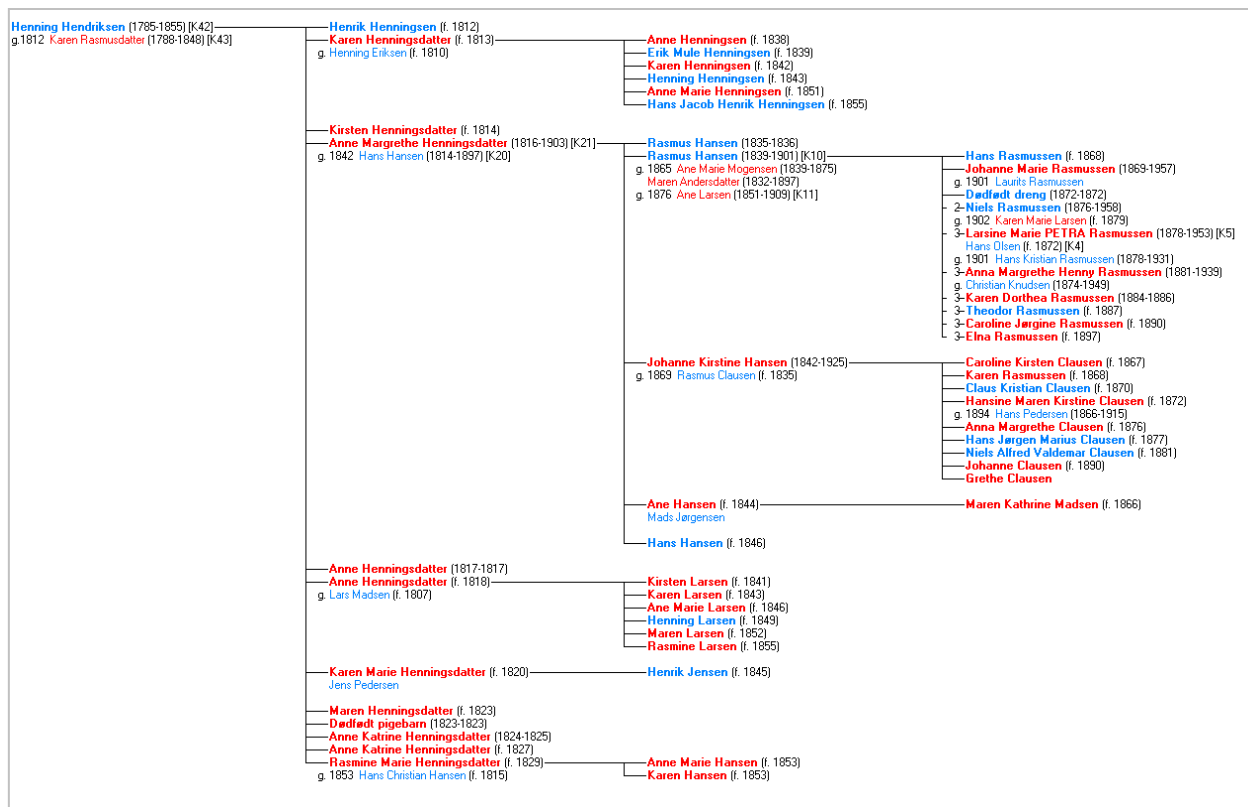 Henning Hendriksen (1785-1855) [K42]
g.1812 Karen Rasmusdatter (1788-1848) [K43]
Henrik Henningsen (f. 1812)
Karen Henningsdatter (f. 1813)
g. Henning Eriksen (f. 1810)
Anne Henningsen (f. 1838)
Erik Mule Henningsen (f. 1839)
Karen Henningsen (f. 1842)
Henning Henningsen (f. 1843)
Anne Marie Henningsen (f. 1851)
Hans Jacob Henrik Henningsen (f. 1855)
Kirsten Henningsdatter (f. 1814)
Anne Margrethe Henningsdatter (1816-1903) [K21]
g. 1842 Hans Hansen (1814-1897) [K20]
Rasmus Hansen (1835-1836)
Rasmus Hansen (1839-1901) [K10]
g. 1865 Ane Marie Mogensen (1839-1875)
Maren Andersdatter (1832-1897)
g. 1876 Ane Larsen (1851-1909) [K11]
Hans Rasmussen (f. 1868)
Johanne Marie Rasmussen (1869-1957)
g. 1901 Laurits Rasmussen
Dødfødt dreng (1872-1872)
2 Niels Rasmussen (1876-1958)
g. 1902 Karen Marie Larsen (f. 1879)
3 Larsine Marie PETRA Rasmussen (1878-1953) [K5]
Hans Olsen (f. 1872) [K4]
g. 1901 Hans Kristian Rasmussen (1878-1931)
3 Anna Margrethe Henny Rasmussen (1881-1939)
g. Christian Knudsen (1874-1949)
3 Karen Dorthea Rasmussen (1884-1886)
3 Theodor Rasmussen (f. 1887)
3 Caroline Jørgine Rasmussen (f. 1890)
3 Elna Rasmussen (f. 1897)
Johanne Kirstine Hansen (1842-1925)
g. 1869 Rasmus Clausen (f. 1835)
Caroline Kirsten Clausen (f. 1867)
Karen Rasmussen (f. 1868)
Claus Kristian Clausen (f. 1870)
Hansine Maren Kirstine Clausen (f. 1872)
g. 1894 Hans Pedersen (1866-1915)
Anna Margrethe Clausen (f. 1876)
Hans Jørgen Marius Clausen (f. 1877)
Niels Alfred Valdemar Clausen (f. 1881)
Johanne Clausen (f. 1890)
Grethe Clausen
Ane Hansen (f. 1844)
Mads Jørgensen
Maren Kathrine Madsen (f. 1866)
Hans Hansen (f. 1846)
Anne Henningsdatter (1817-1817)
Anne Henningsdatter (f. 1818)
g. Lars Madsen (f. 1807)
Kirsten Larsen (f. 1841)
Karen Larsen (f. 1843)
Ane Marie Larsen (f. 1846)
Henning Larsen (f. 1849)
Maren Larsen (f. 1852)
Rasmine Larsen (f. 1855)
Karen Marie Henningsdatter (f. 1820)
Jens Pedersen
Henrik Jensen (f. 1845)
Maren Henningsdatter (f. 1823)
Dødfødt pigebarn (1823-1823)
Anne Katrine Henningsdatter (1824-1825)
Anne Katrine Henningsdatter (f. 1827)
Rasmine Marie Henningsdatter (f. 1829)
g. 1853 Hans Christian Hansen (f. 1815)
Anne Marie Hansen (f. 1853)
Karen Hansen (f. 1853)